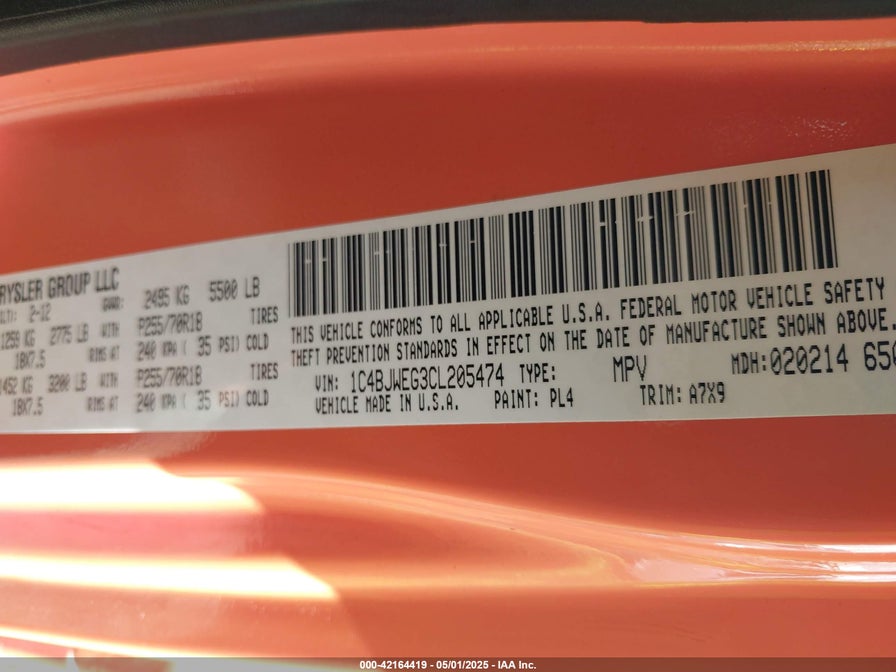 RYSLER GROUP LLC
2-12
GVWR: 2495 KG 5500 LB
1259 KG 2775 LB WITH P255/70R18 TIRES
18X7.5 RIMS AT 240 KPA ( 35 PSI) COLD
1452 KG 3200 LB WITH P255/70R18 TIRES
18X7.5 RIMS AT 240 KPA ( 35 PSI) COLD
THIS VEHICLE CONFORMS TO ALL APPLICABLE U.S.A. FEDERAL MOTOR VEHICLE SAFETY
THEFT PREVENTION STANDARDS IN EFFECT ON THE DATE OF MANUFACTURE SHOWN ABOVE.
VIN: 1C4BJWEG3CL205474 TYPE: MPV MDH:020214 650
VEHICLE MADE IN U.S.A. PAINT: PL4 TRIM: A7X9
000-42164419 - 05/01/2025 - IAA Inc.